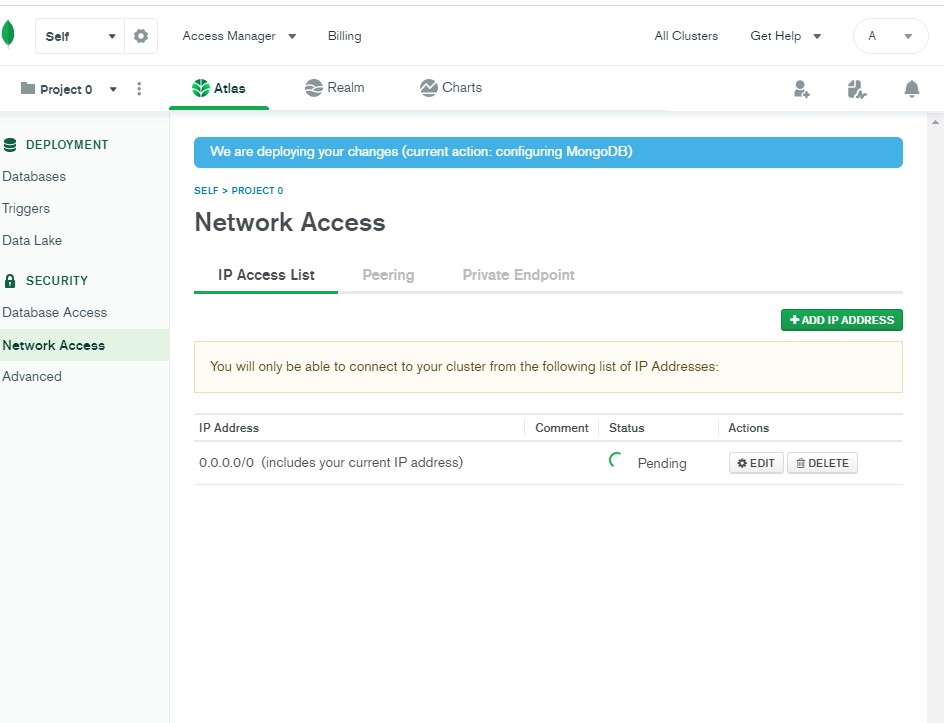 Self
Access Manager
Billing
All Clusters
Get Help
A
Project 0
Atlas
Realm
Charts
DEPLOYMENT
Databases
Triggers
Data Lake
SECURITY
Database Access
Network Access
Advanced
We are deploying your changes (current action: configuring MongoDB)
SELF > PROJECT 0
Network Access
IP Access List
Peering
Private Endpoint
+ ADD IP ADDRESS
You will only be able to connect to your cluster from the following list of IP Addresses:
IP Address Comment Status Actions
0.0.0.0/0 (includes your current IP address) Pending EDIT DELETE